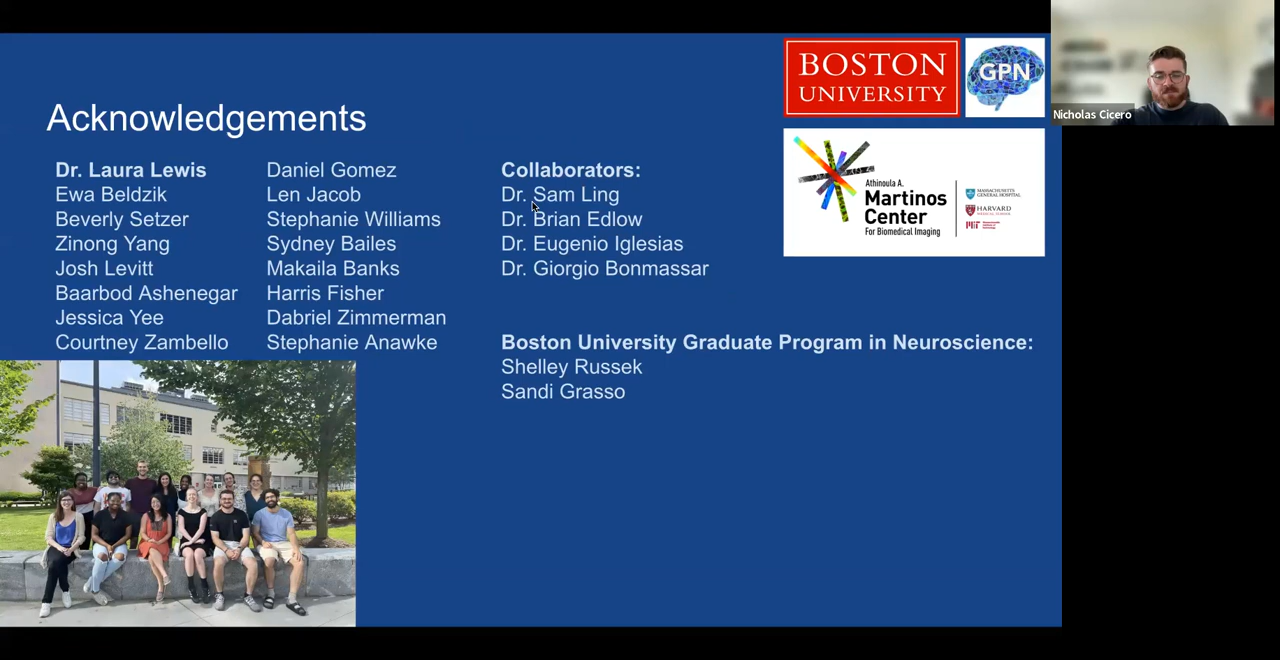 BOSTON
UNIVERSITY
GPN
Nicholas Cicero
Acknowledgements
Dr. Laura Lewis
Ewa Beldzik
Beverly Setzer
Zinong Yang
Josh Levitt
Baarbod Ashenegar
Jessica Yee
Courtney Zambello
Daniel Gomez
Len Jacob
Stephanie Williams
Sydney Bailes
Makaila Banks
Harris Fisher
Dabriel Zimmerman
Stephanie Anawke
Collaborators:
Dr. Sam Ling
Dr. Brian Edlow
Dr. Eugenio Iglesias
Dr. Giorgio Bonmassar
Athinoula A.
Martinos
Center
For Biomedical Imaging
MASSACHUSETTS
GENERAL HOSPITAL
HARVARD
MEDICAL SCHOOL
Boston University Graduate Program in Neuroscience:
Shelley Russek
Sandi Grasso